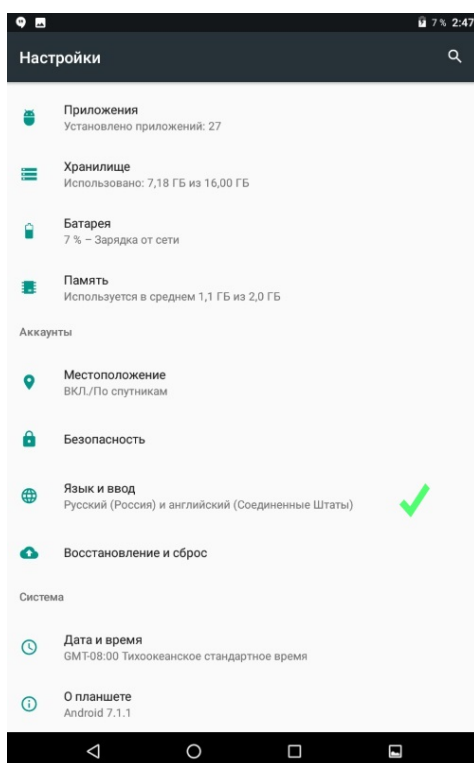 7 % 2:47
Настройки
Приложения
Установлено приложений: 27
Хранилище
Использовано: 7,18 ГБ из 16,00 ГБ
Батарея
7 % – Зарядка от сети
Память
Используется в среднем 1,1 ГБ из 2,0 ГБ
Аккаунты
Местоположение
ВКЛ./По спутникам
Безопасность
Язык и ввод
Русский (Россия) и английский (Соединенные Штаты)
Восстановление и сброс
Система
Дата и время
GMT-08:00 Тихоокеанское стандартное время
О планшете
Android 7.1.1